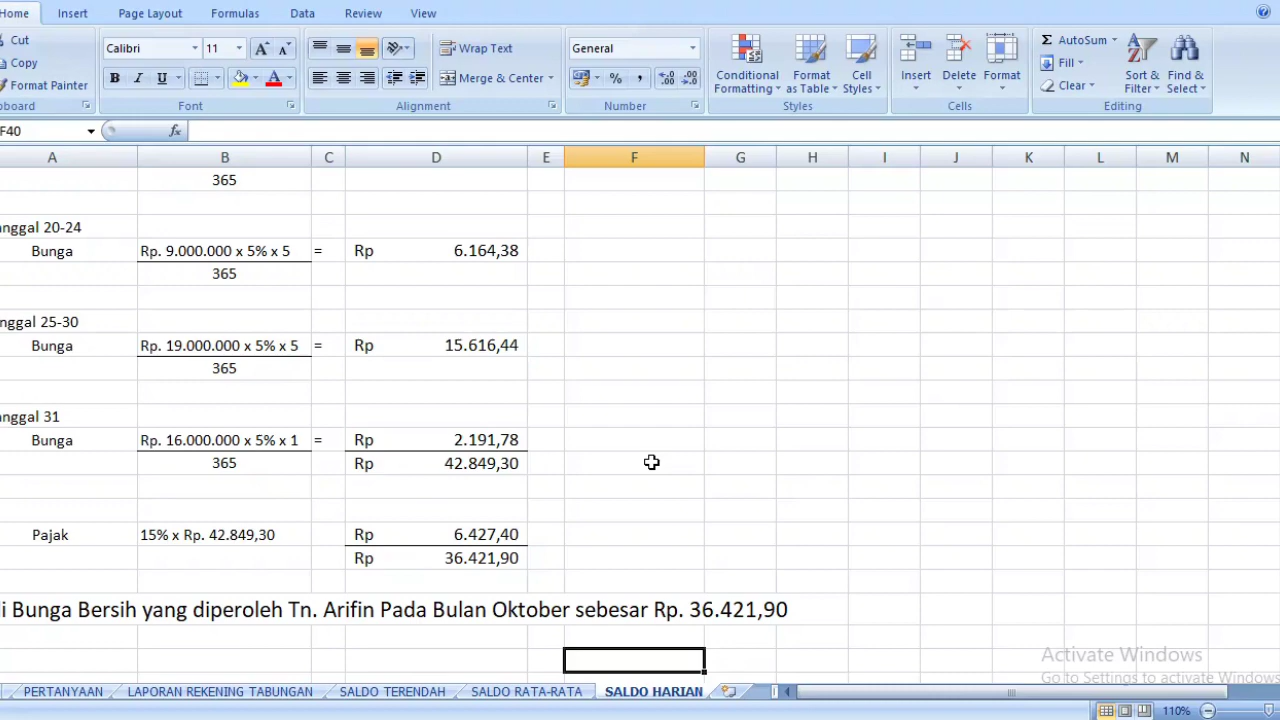 Home Insert Page Layout Formulas Data Review View
Cut
Copy
Format Painter
Calibri 11
B I U
Wrap Text
Merge & Center
General
% ,
Conditional Formatting
Format as Table
Cell Styles
Insert Delete Format
AutoSum
Fill
Clear
Sort & Filter
Find & Select
pboard Font Alignment Number Styles Cells Editing
F40 fx
A B C D E F G H I J K L M N
365
anggal 20-24
Bunga Rp. 9.000.000 x 5% x 5 = Rp 6.164,38
365
nggal 25-30
Bunga Rp. 19.000.000 x 5% x 5 = Rp 15.616,44
365
anggal 31
Bunga Rp. 16.000.000 x 5% x 1 = Rp 2.191,78
365 Rp 42.849,30
Pajak 15% x Rp. 42.849,30 Rp 6.427,40
Rp 36.421,90
i Bunga Bersih yang diperoleh Tn. Arifin Pada Bulan Oktober sebesar Rp. 36.421,90
Activate Windows
Go to Settings to activate Windows
PERTANYAAN LAPORAN REKENING TABUNGAN SALDO TERENDAH SALDO RATA-RATA SALDO HARIAN
110%